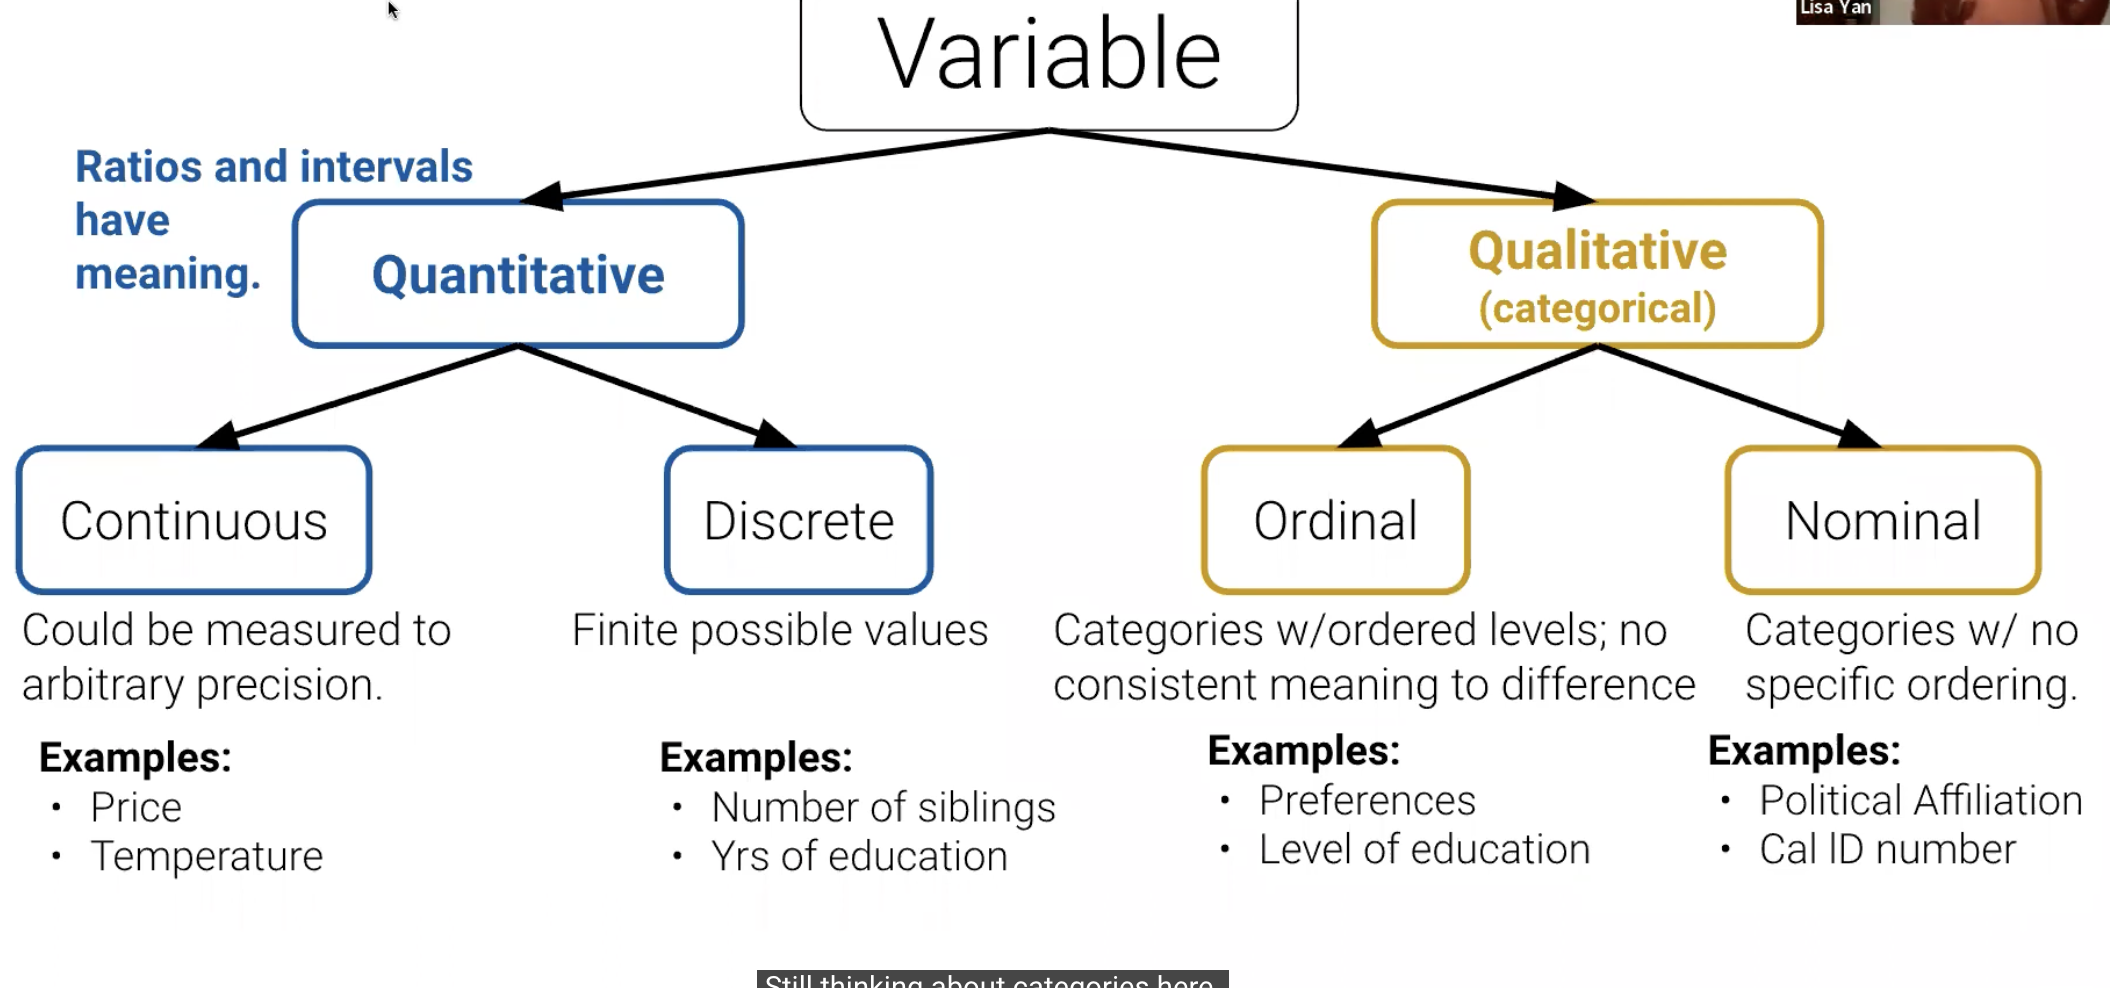 Lisa Yan
Variable
Ratios and intervals
have
meaning.
Quantitative
Qualitative
(categorical)
Continuous
Discrete
Ordinal
Nominal
Could be measured to
arbitrary precision.
Finite possible values
Categories w/ordered levels; no
consistent meaning to difference
Categories w/ no
specific ordering.
Examples:
• Price
• Temperature
Examples:
• Number of siblings
• Yrs of education
Examples:
• Preferences
• Level of education
Examples:
• Political Affiliation
• Cal ID number
Still thinking about categories here